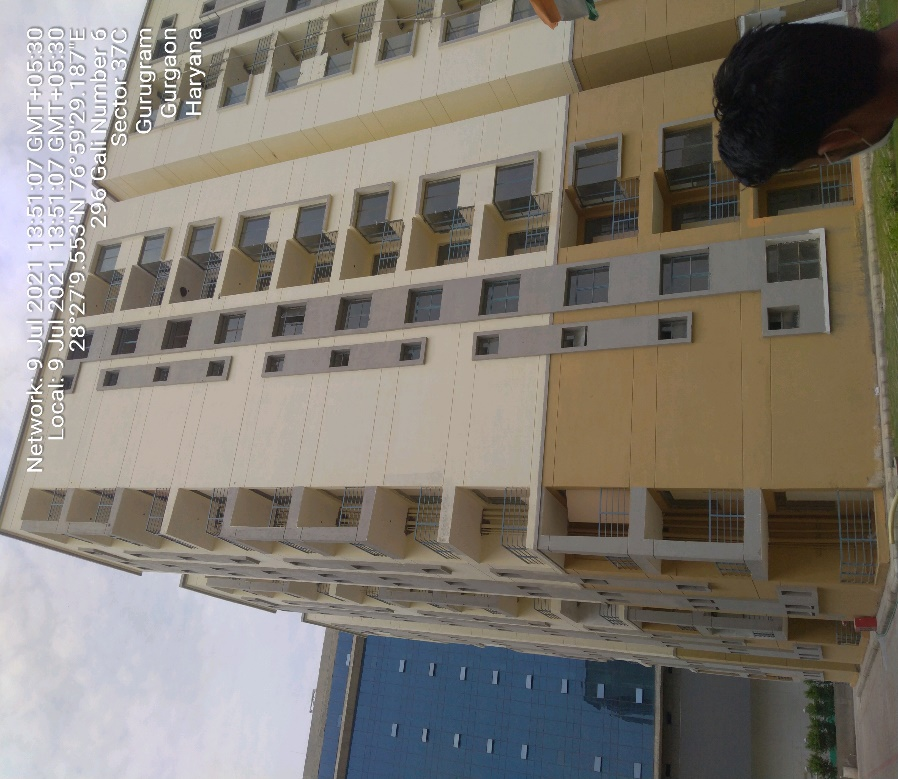 Network: 9 Jul 2021 13:51:07 GMT+05:30
Local: 9 Jul 2021 13:51:07 GMT+05:30
28°27'9.553"N 76°59'29.187"E
296 Galli Number 6
Sector 37C
Gurugram
Gurgaon
Haryana